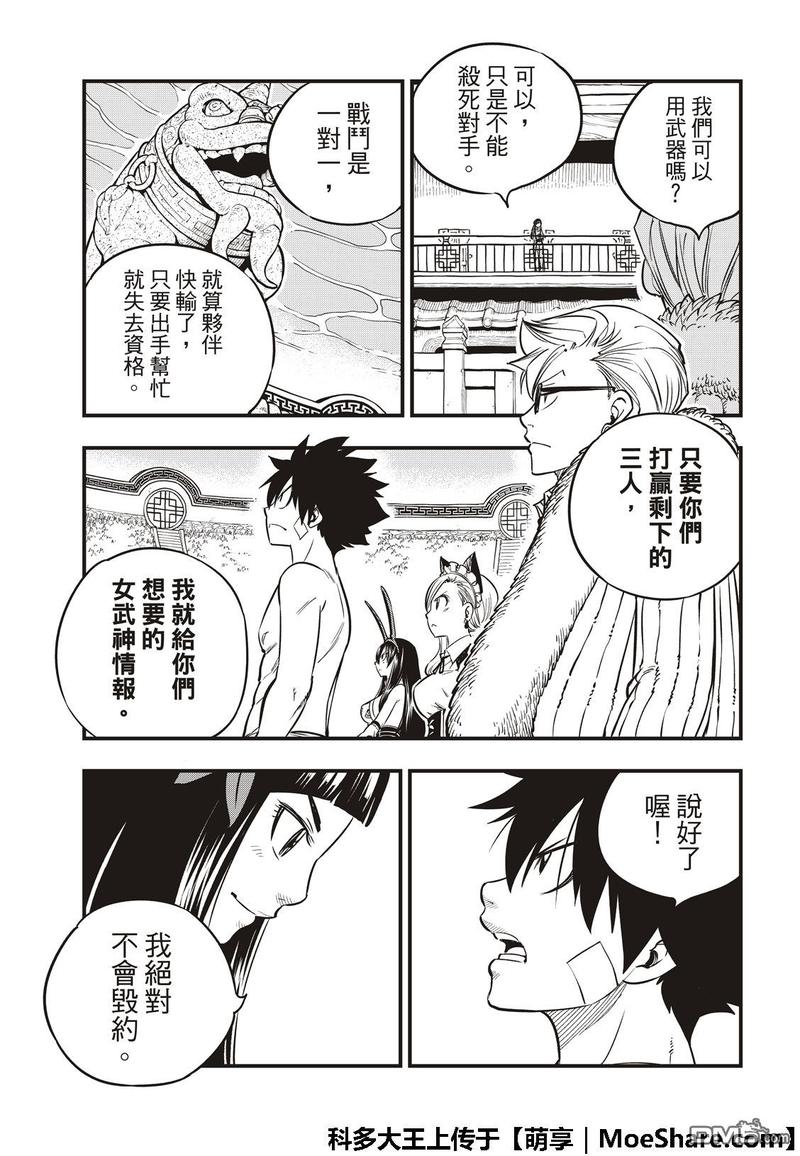 我們可以
用武器嗎?
可以，
只是不能
殺死對手。
戰鬥是
一對一，
就算夥伴
快輸了，
只要出手幫忙
就失去資格。
只要你們
打贏剩下的
三人，
我就給你們
想要的
女武神情報。
說好了
喔！
我絕對
不會毀約。
科多大王上传于【萌享｜MoeShare.com】